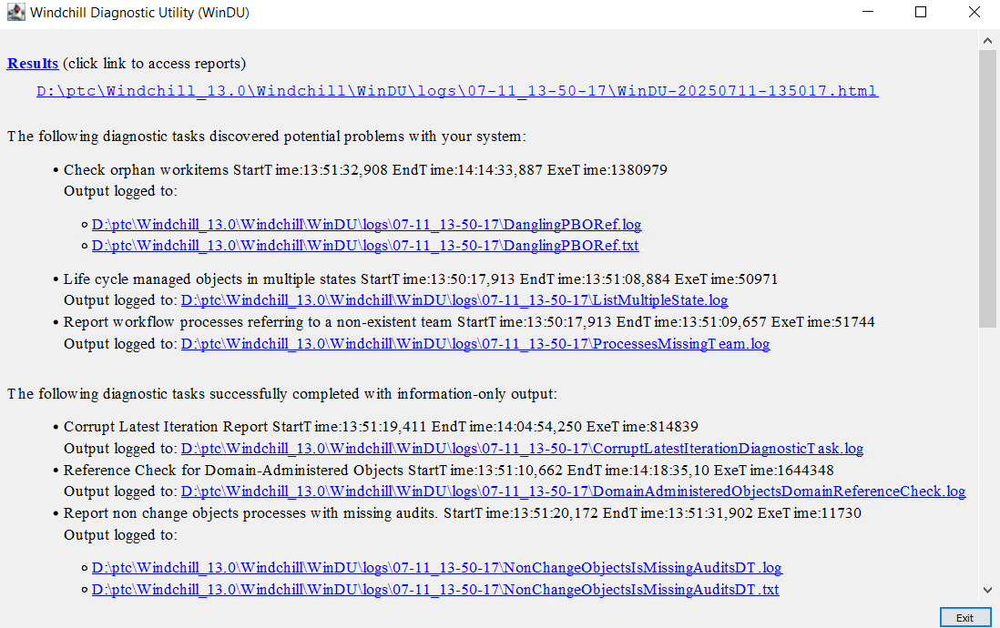 Windchill Diagnostic Utility (WinDU)
Results (click link to access reports)
D:\ptc\Windchill_13.0\Windchill\WinDU\logs\07-11_13-50-17\WinDU-20250711-135017.html
The following diagnostic tasks discovered potential problems with your system:
• Check orphan workitems StartTime:13:51:32,908 EndTime:14:14:33,887 ExeTime:1380979
Output logged to:
D:\ptc\Windchill_13.0\Windchill\WinDU\logs\07-11_13-50-17\DanglingPBORef.log
D:\ptc\Windchill_13.0\Windchill\WinDU\logs\07-11_13-50-17\DanglingPBORef.txt
• Life cycle managed objects in multiple states StartTime:13:50:17,913 EndTime:13:51:08,884 ExeTime:50971
Output logged to: D:\ptc\Windchill_13.0\Windchill\WinDU\logs\07-11_13-50-17\ListMultipleState.log
• Report workflow processes referring to a non-existent team StartTime:13:50:17,913 EndTime:13:51:09,657 ExeTime:51744
Output logged to: D:\ptc\Windchill_13.0\Windchill\WinDU\logs\07-11_13-50-17\ProcessesMissingTeam.log
The following diagnostic tasks successfully completed with information-only output:
• Corrupt Latest Iteration Report StartTime:13:51:19,411 EndTime:14:04:54,250 ExeTime:814839
Output logged to: D:\ptc\Windchill_13.0\Windchill\WinDU\logs\07-11_13-50-17\CorruptLatestIterationDiagnosticTask.log
• Reference Check for Domain-Administered Objects StartTime:13:51:10,662 EndTime:14:18:35,10 ExeTime:1644348
Output logged to: D:\ptc\Windchill_13.0\Windchill\WinDU\logs\07-11_13-50-17\DomainAdministeredObjectsDomainReferenceCheck.log
• Report non change objects processes with missing audits. StartTime:13:51:20,172 EndTime:13:51:31,902 ExeTime:11730
Output logged to:
D:\ptc\Windchill_13.0\Windchill\WinDU\logs\07-11_13-50-17\NonChangeObjectsIsMissingAuditsDT.log
D:\ptc\Windchill_13.0\Windchill\WinDU\logs\07-11_13-50-17\NonChangeObjectsIsMissingAuditsDT.txt
Exit